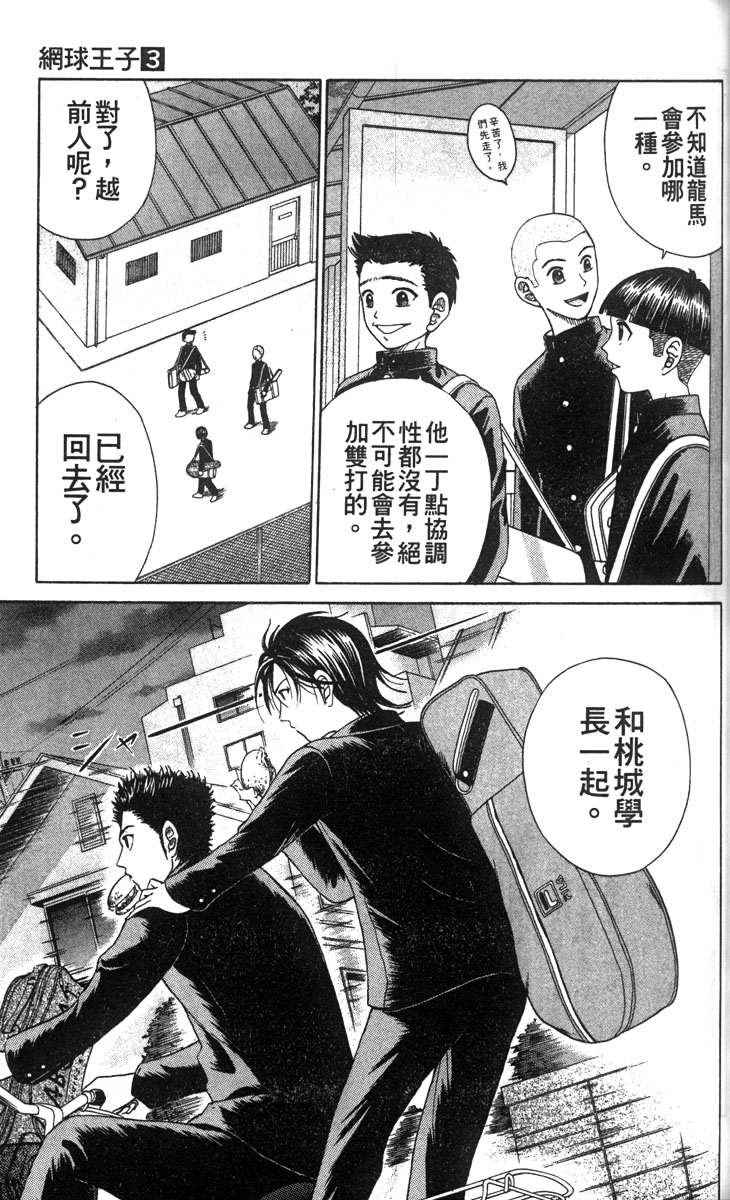 網球王子3
不知道龍馬
會參加哪
一種。
辛苦了，我
們先走了。
他一丁點協調
性都沒有，絕
不可能會去參
加雙打的。
對了，越
前人呢？
已經
回去了。
和桃城學
長一起。